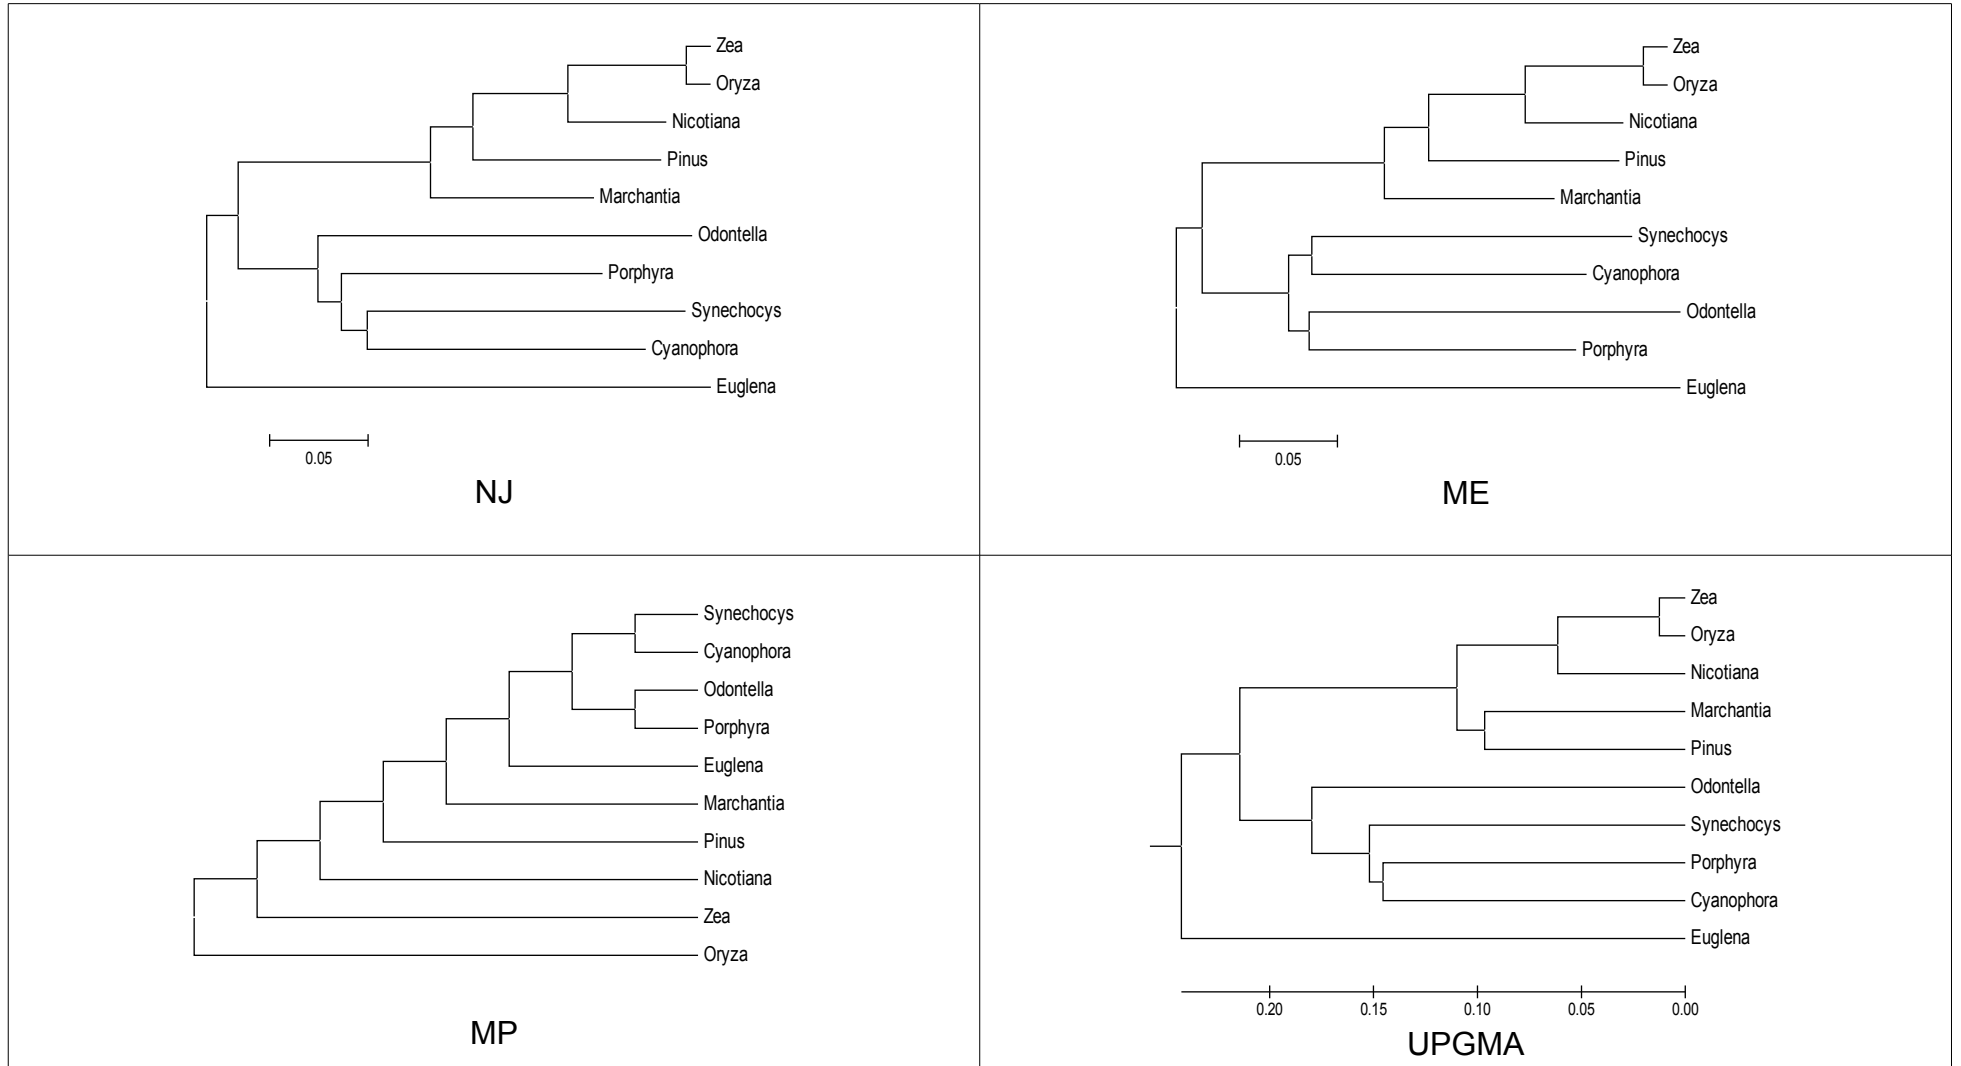 Zea
Oryza
Nicotiana
Pinus
Marchantia
Odontella
Porphyra
Synechocys
Cyanophora
Euglena
0.05
NJ
Zea
Oryza
Nicotiana
Pinus
Marchantia
Synechocys
Cyanophora
Odontella
Porphyra
Euglena
0.05
ME
Synechocys
Cyanophora
Odontella
Porphyra
Euglena
Marchantia
Pinus
Nicotiana
Zea
Oryza
MP
Zea
Oryza
Nicotiana
Marchantia
Pinus
Odontella
Synechocys
Porphyra
Cyanophora
Euglena
0.20 0.15 0.10 0.05 0.00
UPGMA